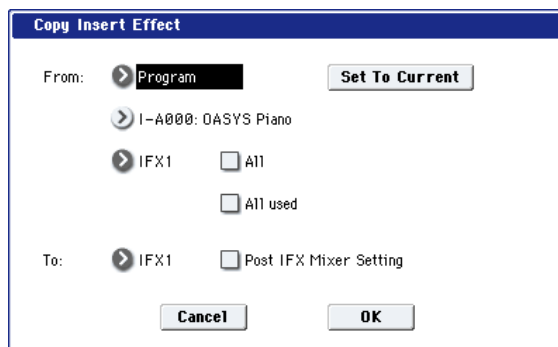 Copy Insert Effect
From: Program Set To Current
I-A000: OASYS Piano
IFX1 All
All used
To: IFX1 Post IFX Mixer Setting
Cancel OK